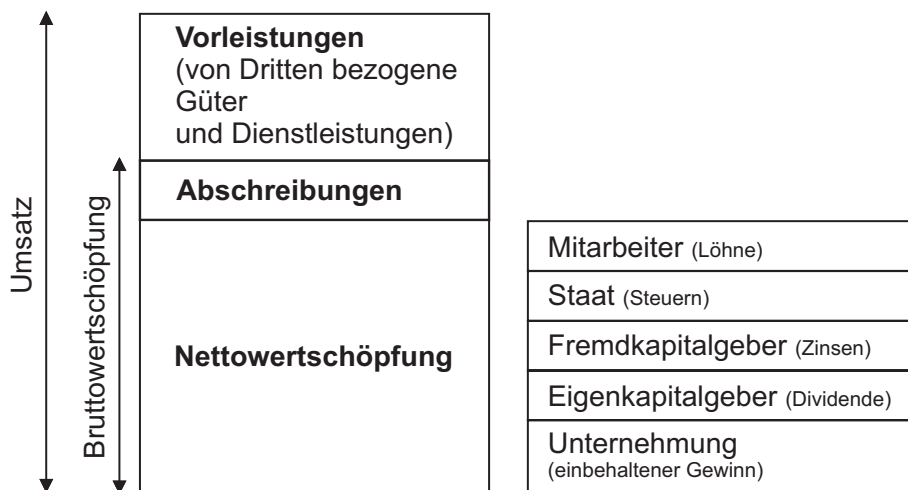 Umsatz
Bruttowertschöpfung
Vorleistungen
(von Dritten bezogene
Güter
und Dienstleistungen)
Abschreibungen
Nettowertschöpfung
Mitarbeiter (Löhne)
Staat (Steuern)
Fremdkapitalgeber (Zinsen)
Eigenkapitalgeber (Dividende)
Unternehmung
(einbehaltener Gewinn)